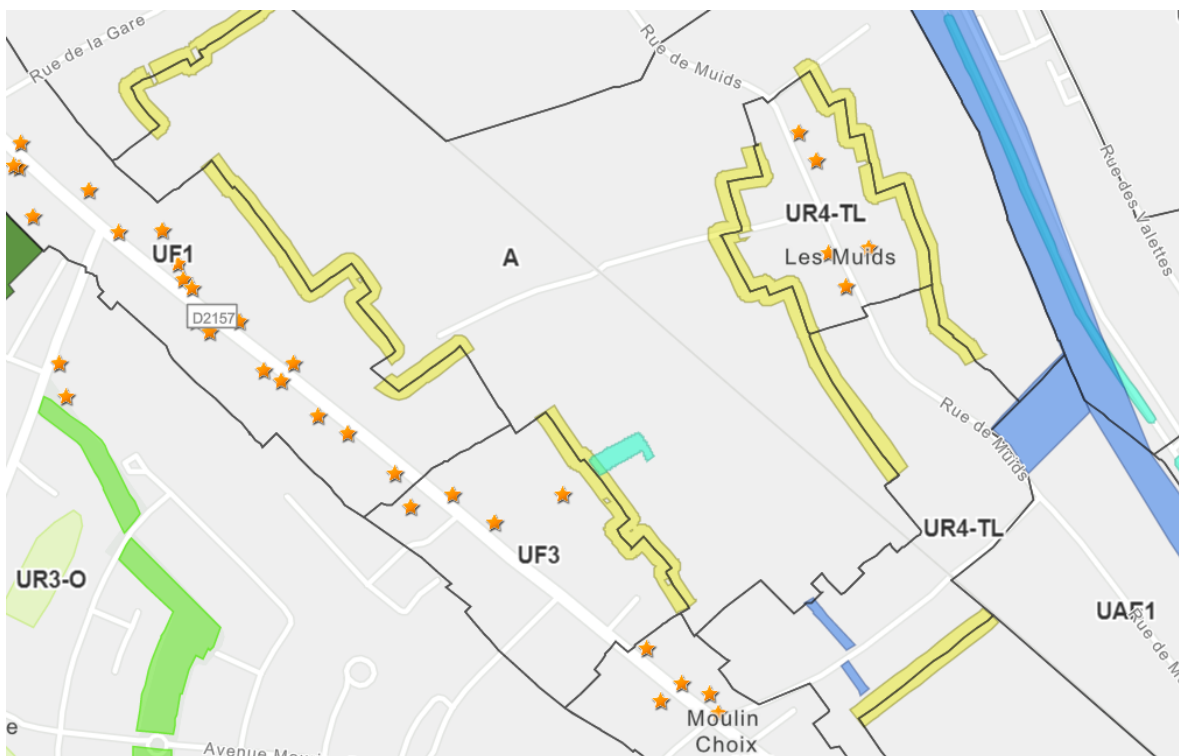 Rue de la Gare
Rue de Muids
Rue des Valettes
UF1
A
UR4-TL
Les Muids
D2157
Rue de Muids
UR4-TL
UF3
UR3-O
UAE1
Rue de M
Moulin
Choix
e
Avenue Mou